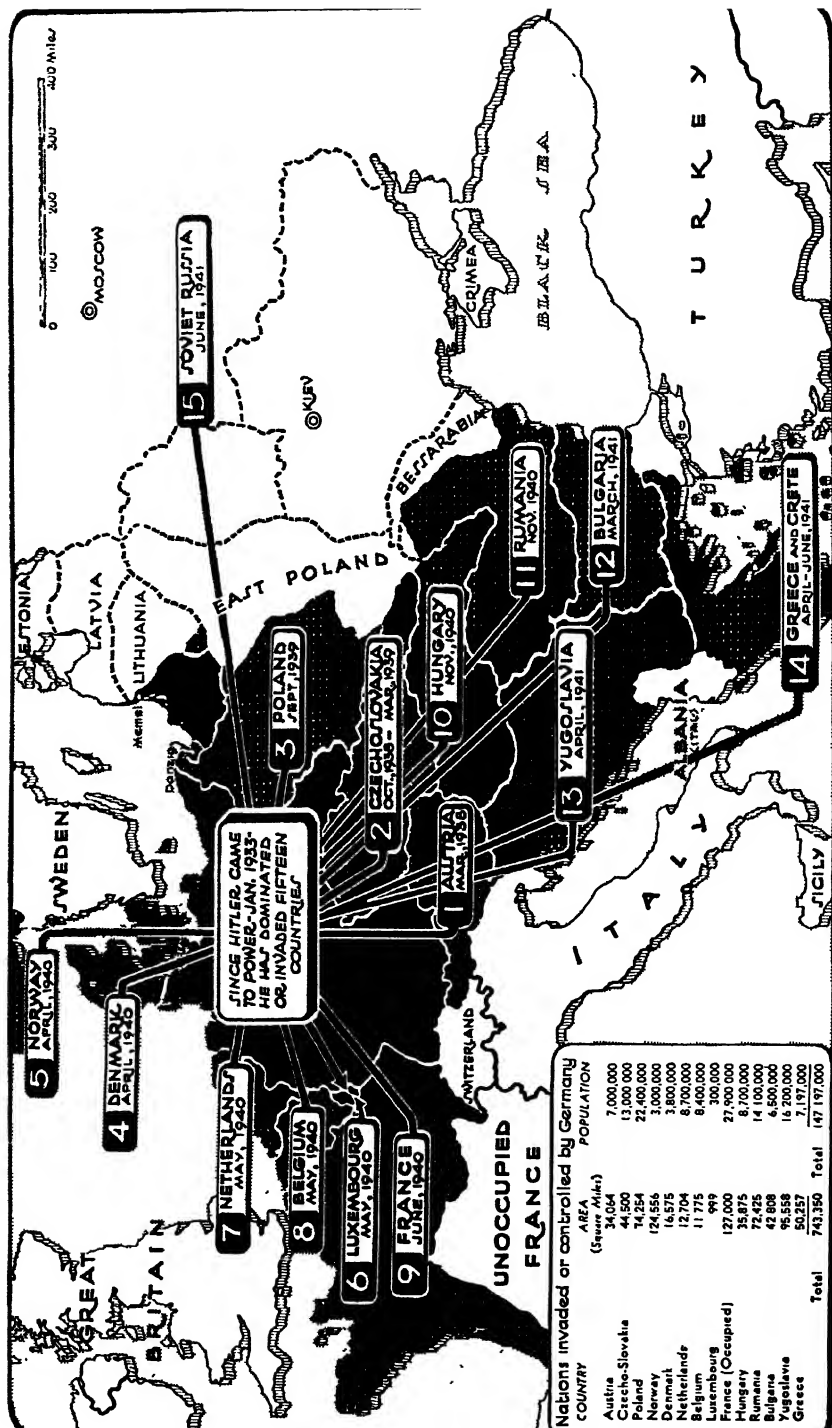 0 100 200 300 400 Miles
MOSCOW
15 SOVIET RUSSIA
JUNE, 1941
KIEV
ESTONIA
LATVIA
LITHUANIA
Memel
Danzig
EAST POLAND
BESSARABIA
CRIMEA
BLACK SEA
TURKEY
SWEDEN
5 NORWAY
APRIL, 1940
4 DENMARK
APRIL, 1940
SINCE HITLER CAME
TO POWER-JAN. 1933-
HE HAS DOMINATED
OR INVADED FIFTEEN
COUNTRIES
3 POLAND
SEPT, 1939
2 CZECHOSLOVAKIA
OCT., 1938 - MAR, 1939
10 HUNGARY
NOV., 1940
11 RUMANIA
NOV. 1940
12 BULGARIA
MARCH, 1941
1 AUSTRIA
MAR, 1938
13 YUGOSLAVIA
APRIL, 1941
14 GREECE AND CRETE
APRIL-JUNE, 1941
ALBANIA
ITALY
SICILY
GREAT
BRITAIN
7 NETHERLANDS
MAY, 1940
8 BELGIUM
MAY, 1940
6 LUXEMBOURG
MAY, 1940
9 FRANCE
JUNE, 1940
SWITZERLAND
UNOCCUPIED
FRANCE
Nations invaded or controlled by Germany
COUNTRY AREA POPULATION
(Square Miles)
Austria 34,064 7,000,000
Czecho-Slovakia 44,500 13,000 000
Poland 74,254 22,400,000
Norway 124,556 3,000,000
Denmark 16,575 3,800,000
Netherlands 12,704 8,700,000
Belgium 11 775 8,400,000
Luxembourg 999 300,000
France (Occupied) 127,000 27,900 000
Hungary 35,875 8,700,000
Rumania 72,425 14 100,000
Bulgaria 42 808 6,500,000
Yugoslavia 95,558 16 200,000
Greece 50,257 7,197,000
Total 743,350 Total 147 197,000